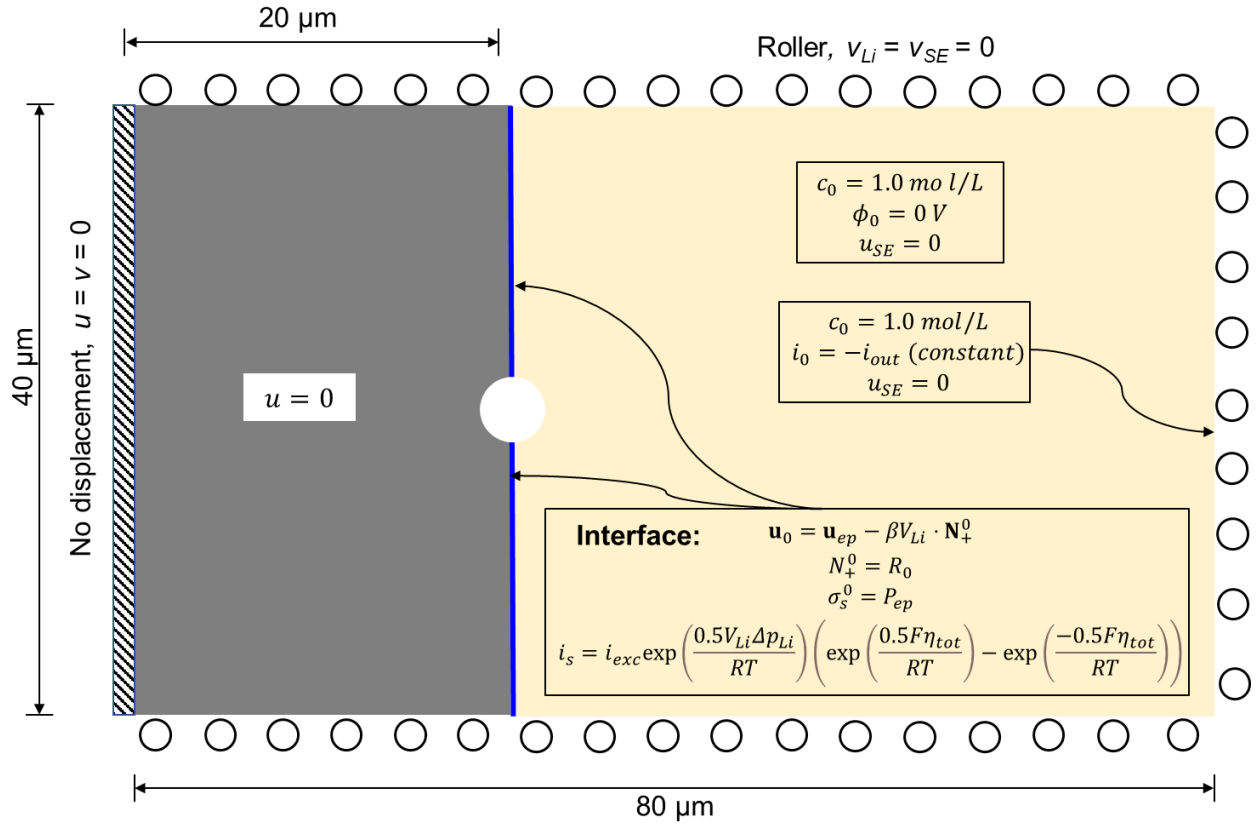 20 μm
Roller, v_Li = v_SE = 0
40 μm
No displacement, u = v = 0
c_0 = 1.0 mo l/L
ϕ_0 = 0 V
u_SE = 0
u = 0
c_0 = 1.0 mol/L
i_0 = −i_out (constant)
u_SE = 0
Interface: 𝐮_0 = 𝐮_ep − βV_Li · 𝐍_+^0
N_+^0 = R_0
σ_s^0 = P_ep
i_s = i_exc exp(0.5V_Li Δp_Li / RT)(exp(0.5Fη_tot / RT) − exp(−0.5Fη_tot / RT))
80 μm